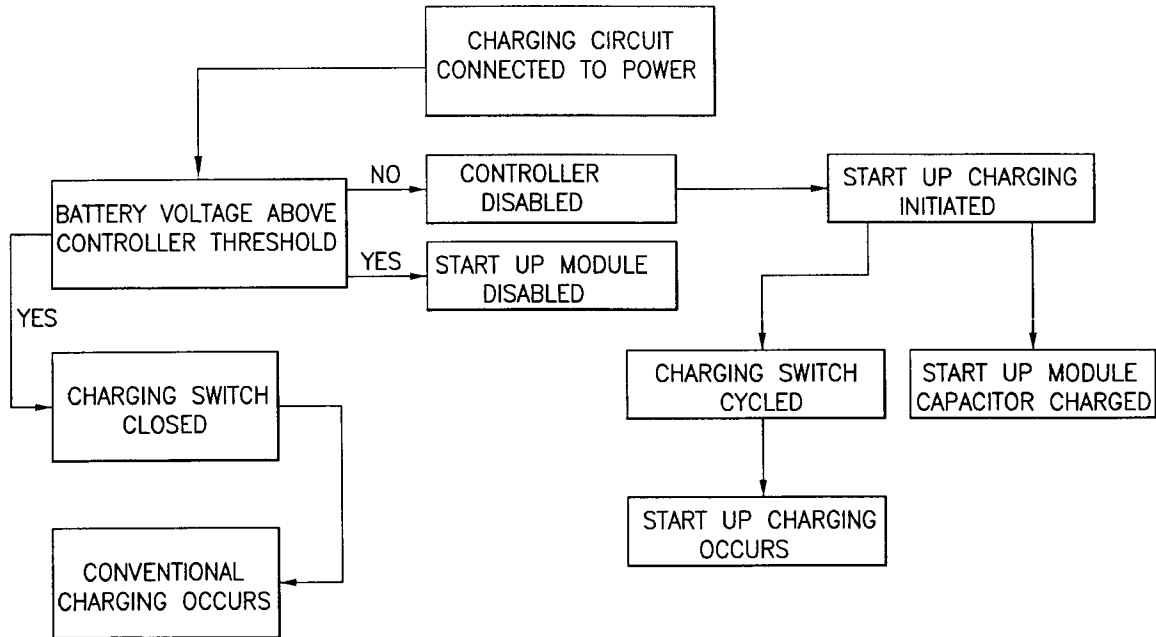 CHARGING CIRCUIT
CONNECTED TO POWER
NO
CONTROLLER
DISABLED
START UP CHARGING
INITIATED
BATTERY VOLTAGE ABOVE
CONTROLLER THRESHOLD
YES
START UP MODULE
DISABLED
YES
CHARGING SWITCH
CLOSED
CHARGING SWITCH
CYCLED
START UP MODULE
CAPACITOR CHARGED
START UP CHARGING
OCCURS
CONVENTIONAL
CHARGING OCCURS